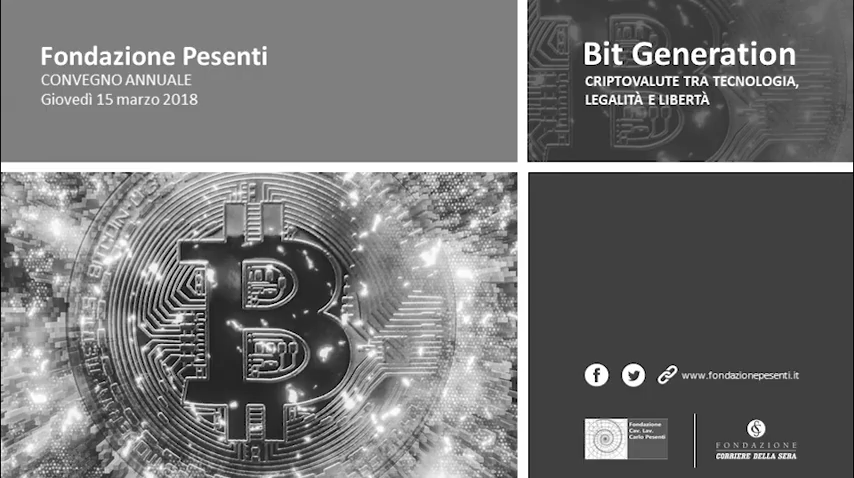 Fondazione Pesenti
CONVEGNO ANNUALE
Giovedì 15 marzo 2018
Bit Generation
CRIPTOVALUTE TRA TECNOLOGIA,
LEGALITÀ E LIBERTÀ
www.fondazionepesenti.it
Fondazione
Cav. Lav.
Carlo Pesenti
FONDAZIONE
CORRIERE DELLA SERA